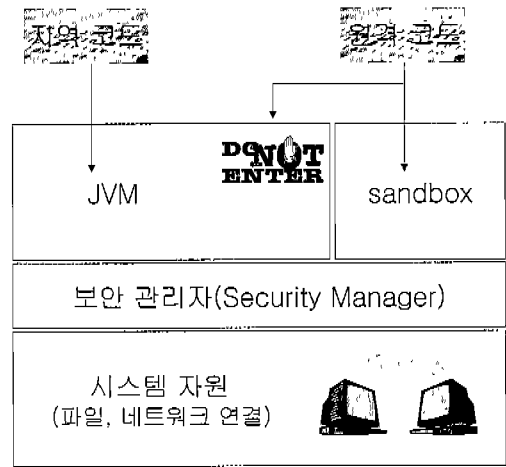 지역 코드
원격 코드
DO NOT
ENTER
JVM
sandbox
보안 관리자(Security Manager)
시스템 자원
(파일, 네트워크 연결)